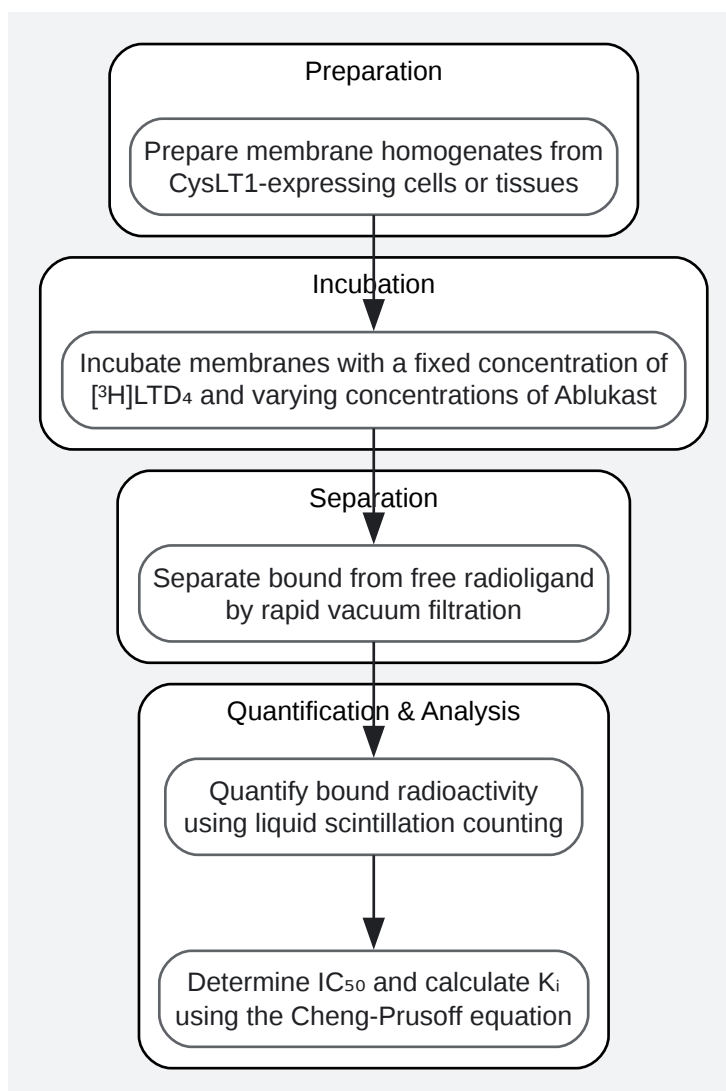 Preparation
Prepare membrane homogenates from
CysLT1-expressing cells or tissues
Incubation
Incubate membranes with a fixed concentration of
[³H]LTD₄ and varying concentrations of Ablukast
Separation
Separate bound from free radioligand
by rapid vacuum filtration
Quantification & Analysis
Quantify bound radioactivity
using liquid scintillation counting
Determine IC₅₀ and calculate Kᵢ
using the Cheng-Prusoff equation